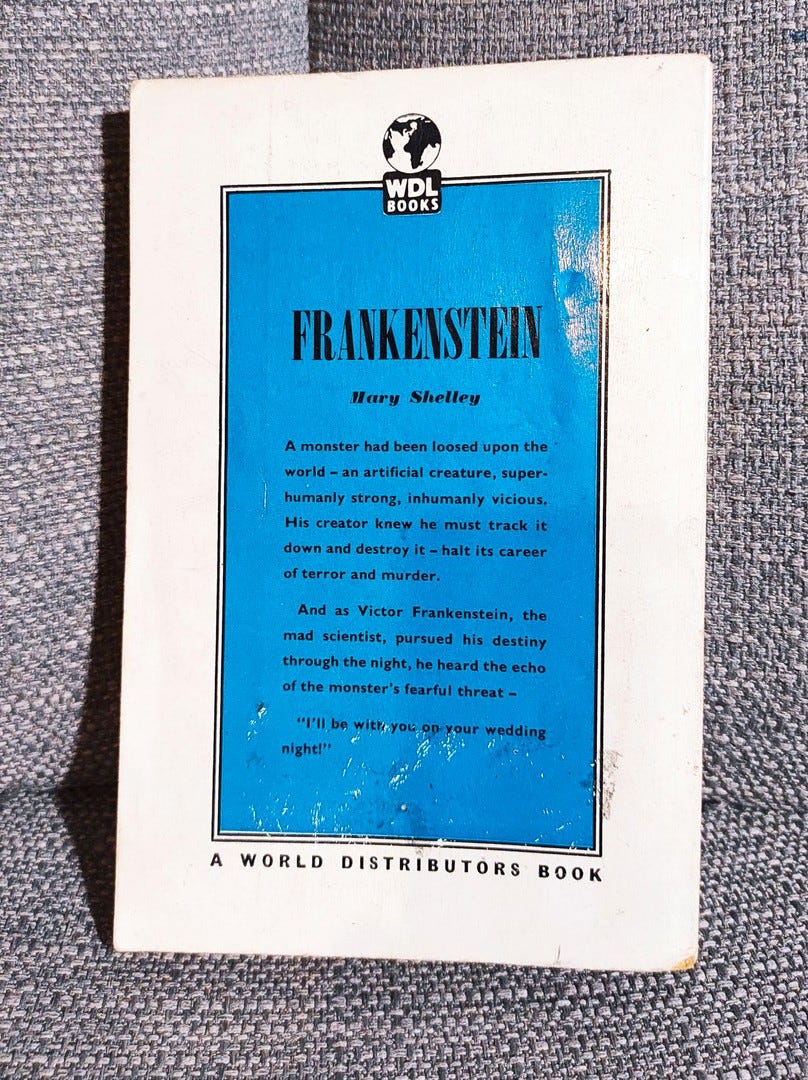 WDL
BOOKS
FRANKENSTEIN
Mary Shelley
A monster had been loosed upon the
world – an artificial creature, super-
humanly strong, inhumanly vicious.
His creator knew he must track it
down and destroy it – halt its career
of terror and murder.
And as Victor Frankenstein, the
mad scientist, pursued his destiny
through the night, he heard the echo
of the monster's fearful threat –
"I'll be with you on your wedding
night!"
A WORLD DISTRIBUTORS BOOK